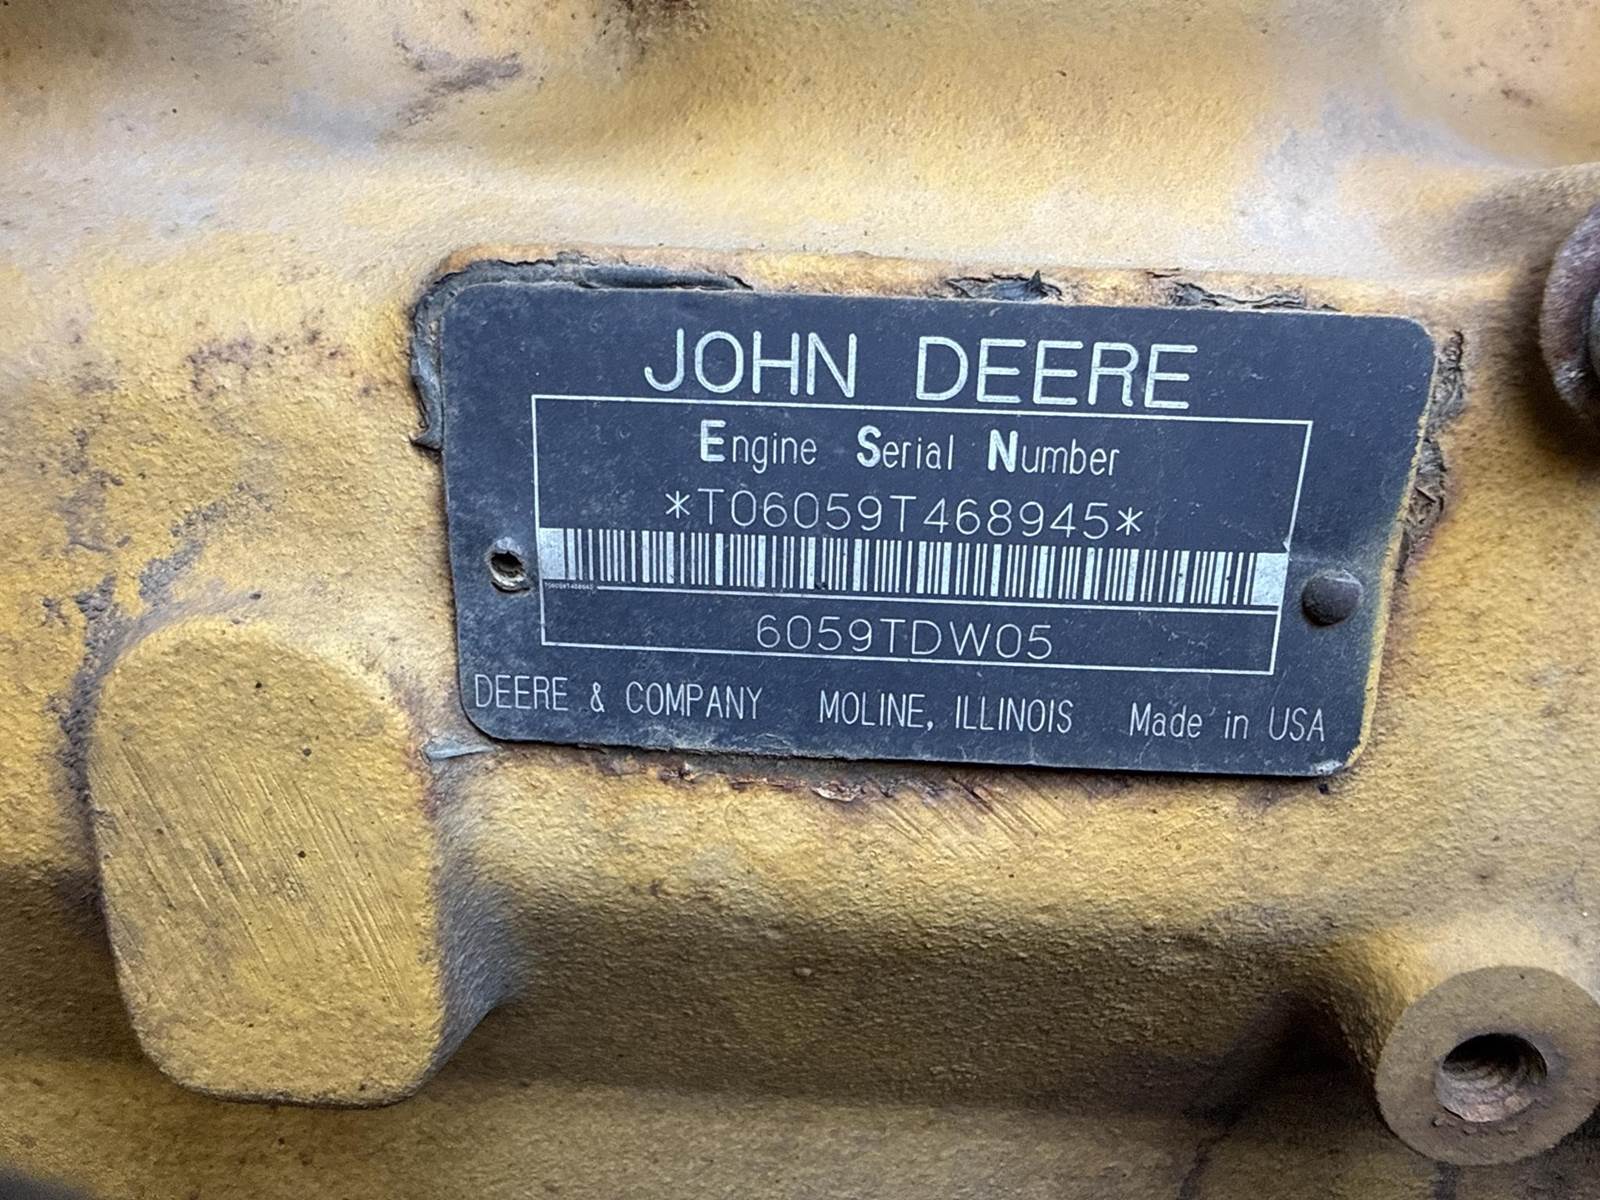 JOHN DEERE
Engine Serial Number
*T06059T468945*
6059TDW05
DEERE & COMPANY MOLINE, ILLINOIS Made in USA